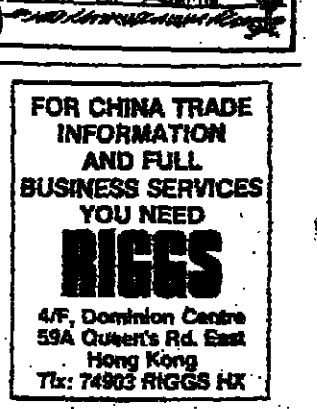 FOR CHINA TRADE
INFORMATION
AND FULL
BUSINESS SERVICES
YOU NEED
RIGGS
4/F, Dominion Centre
59A Queen's Rd. East
Hong Kong
Tlx: 74903 RIGGS HX